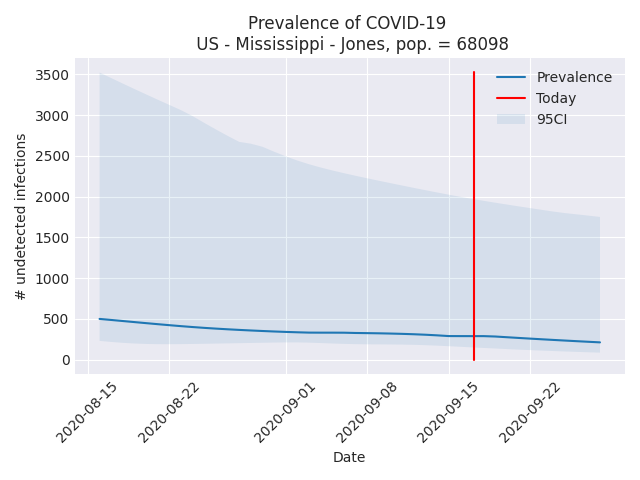 Prevalence of COVID-19
US - Mississippi - Jones, pop. = 68098
3500
3000
2500
2000
1500
1000
500
0
# undetected infections
Prevalence
Today
95CI
2020-08-15
2020-08-22
2020-09-01
2020-09-08
2020-09-15
2020-09-22
Date